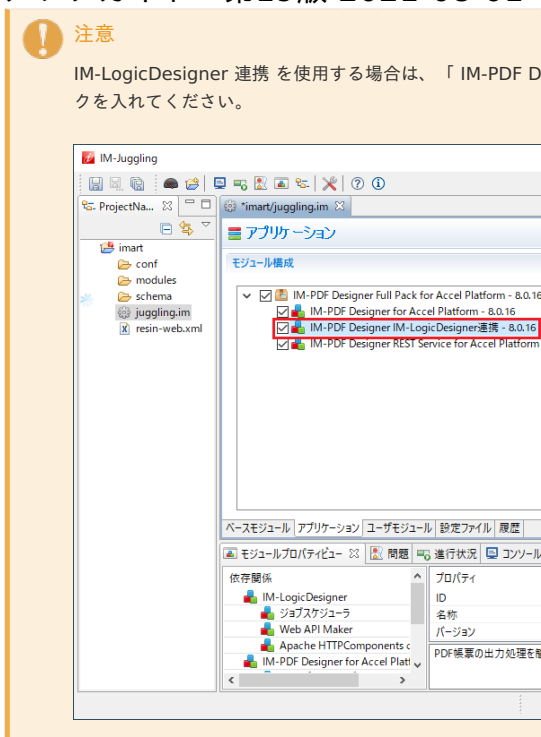 注意
IM-LogicDesigner 連携 を使用する場合は、「 IM-PDF D
クを入れてください。
IM-Juggling
ProjectNa...
*imart/juggling.im
imart
conf
modules
schema
juggling.im
resin-web.xml
アプリケーション
モジュール構成
IM-PDF Designer Full Pack for Accel Platform - 8.0.16
IM-PDF Designer for Accel Platform - 8.0.16
IM-PDF Designer IM-LogicDesigner連携 - 8.0.16
IM-PDF Designer REST Service for Accel Platform
ベースモジュール アプリケーション ユーザモジュール 設定ファイル 履歴
モジュールプロパティビュー 問題 進行状況 コンソール
依存関係
IM-LogicDesigner
ジョブスケジューラ
Web API Maker
Apache HTTPComponents c
IM-PDF Designer for Accel Platf
プロパティ
ID
名称
バージョン
PDF帳票の出力処理を簡